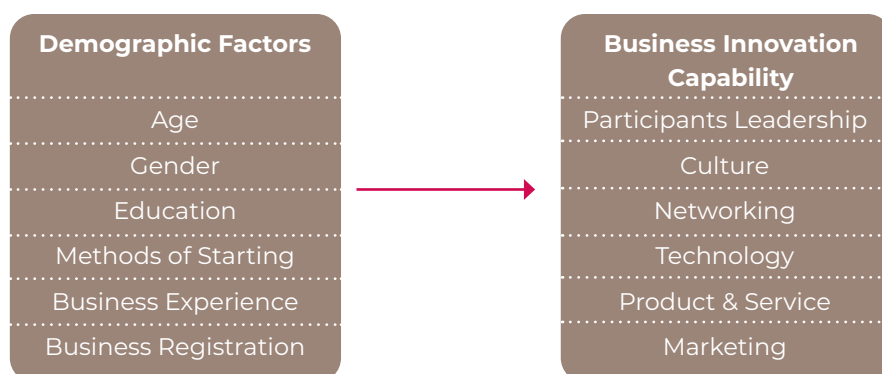 Demographic Factors
Age
Gender
Education
Methods of Starting
Business Experience
Business Registration
Business Innovation
Capability
Participants Leadership
Culture
Networking
Technology
Product & Service
Marketing